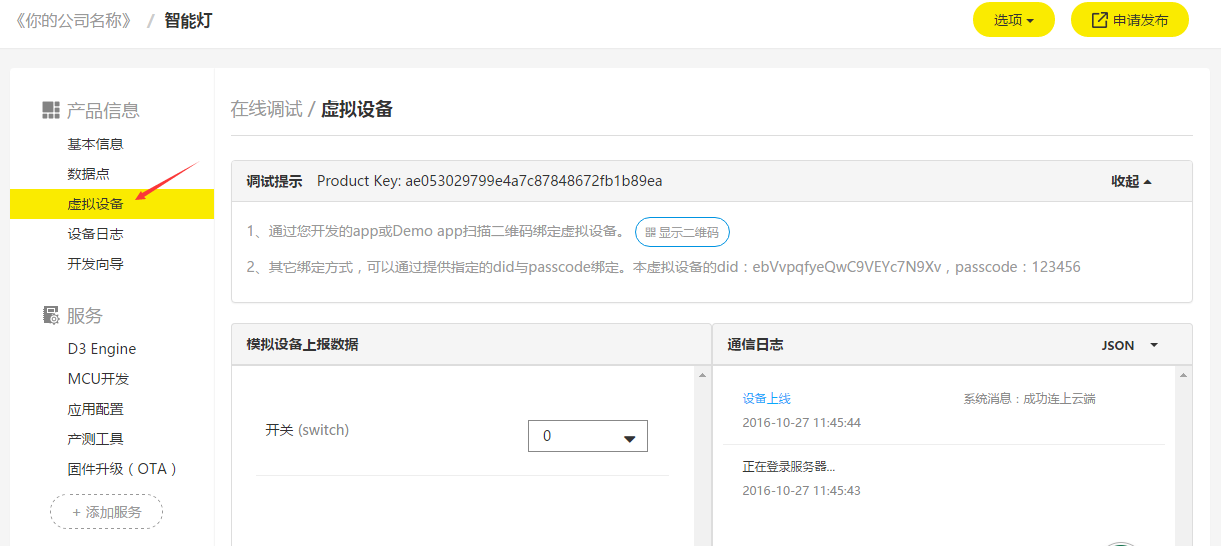 《你的公司名称》 / 智能灯
选项
申请发布
产品信息
基本信息
数据点
虚拟设备
设备日志
开发向导
服务
D3 Engine
MCU开发
应用配置
产测工具
固件升级（OTA）
+ 添加服务
在线调试 / 虚拟设备
调试提示 Product Key: ae053029799e4a7c87848672fb1b89ea
收起
1、通过您开发的app或Demo app扫描二维码绑定虚拟设备。 显示二维码
2、其它绑定方式，可以通过提供指定的did与passcode绑定。本虚拟设备的did：ebVvpqfyeQwC9VEYc7N9Xv，passcode：123456
模拟设备上报数据
开关 (switch)
0
通信日志
JSON
设备上线
系统消息：成功连上云端
2016-10-27 11:45:44
正在登录服务器...
2016-10-27 11:45:43